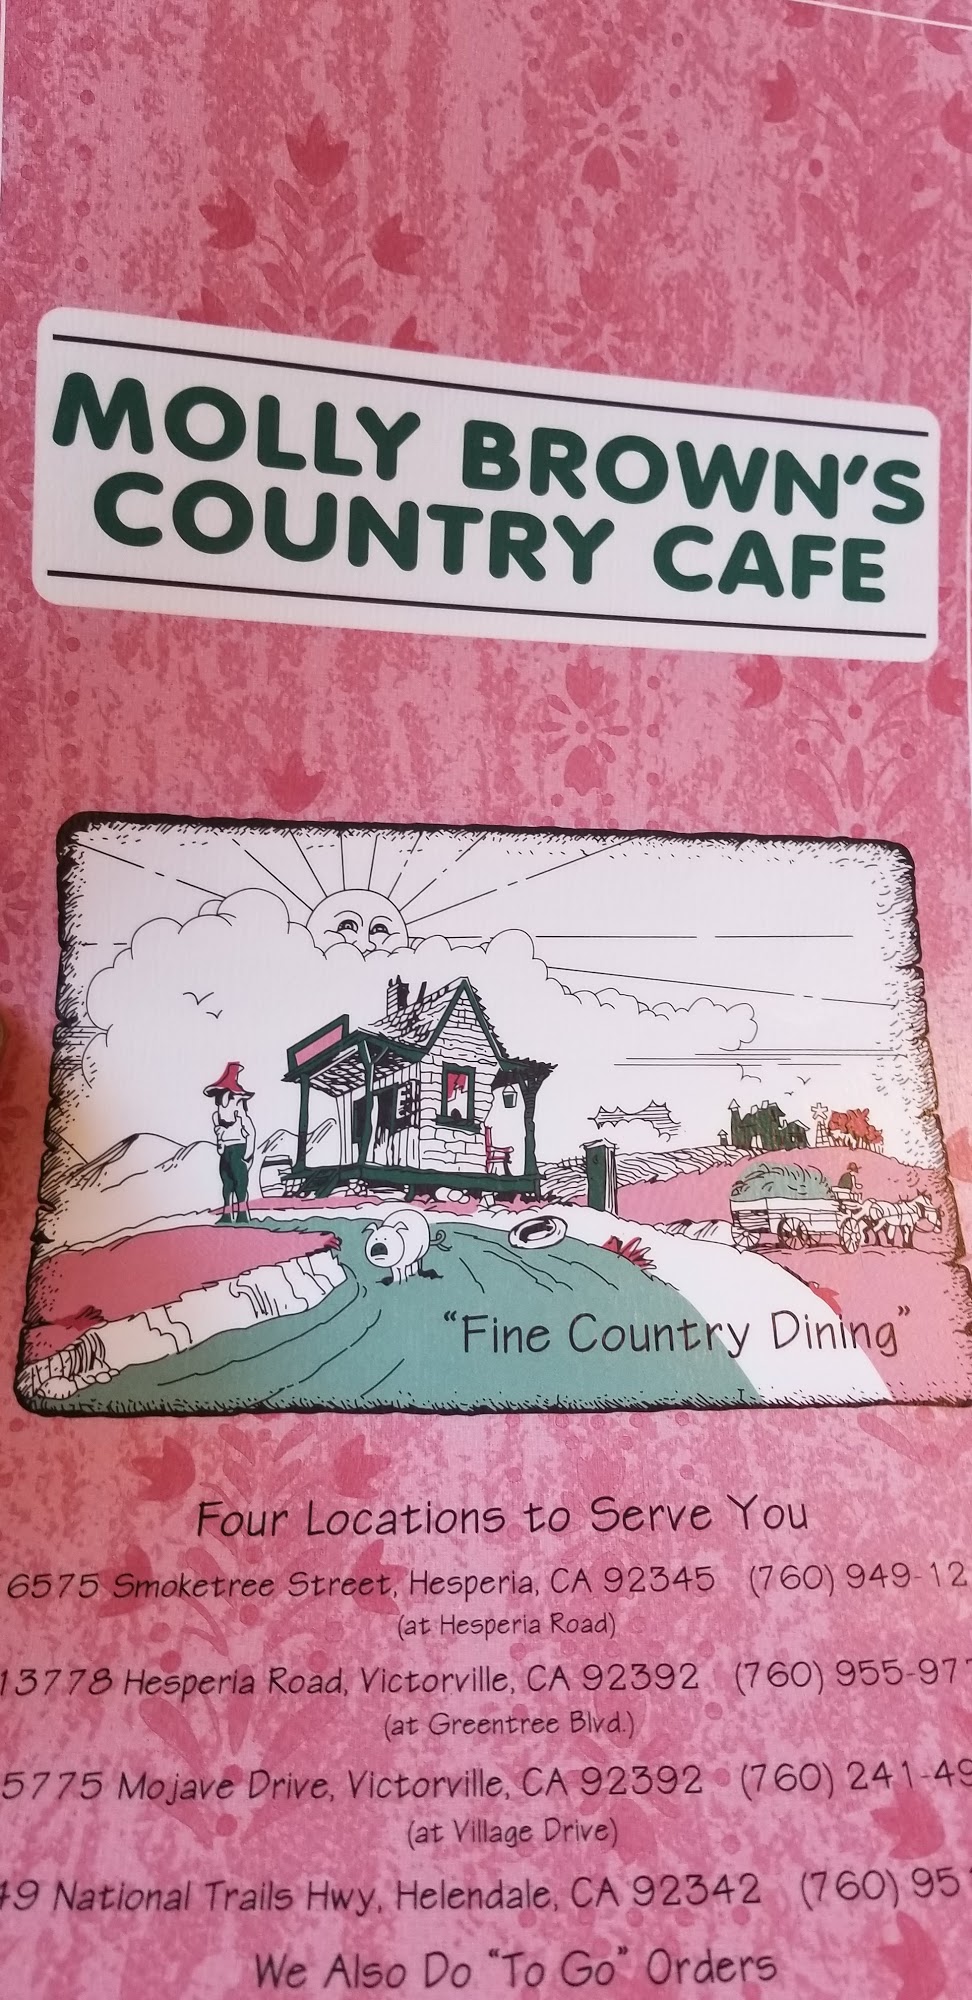 MOLLY BROWN'S
COUNTRY CAFE
"Fine Country Dining"
Four Locations to Serve You
6575 Smoketree Street, Hesperia, CA 92345 (760) 949-12
(at Hesperia Road)
13778 Hesperia Road, Victorville, CA 92392 (760) 955-97
(at Greentree Blvd.)
5775 Mojave Drive, Victorville, CA 92392 (760) 241-49
(at Village Drive)
49 National Trails Hwy, Helendale, CA 92342 (760) 95
We Also Do "To Go" Orders